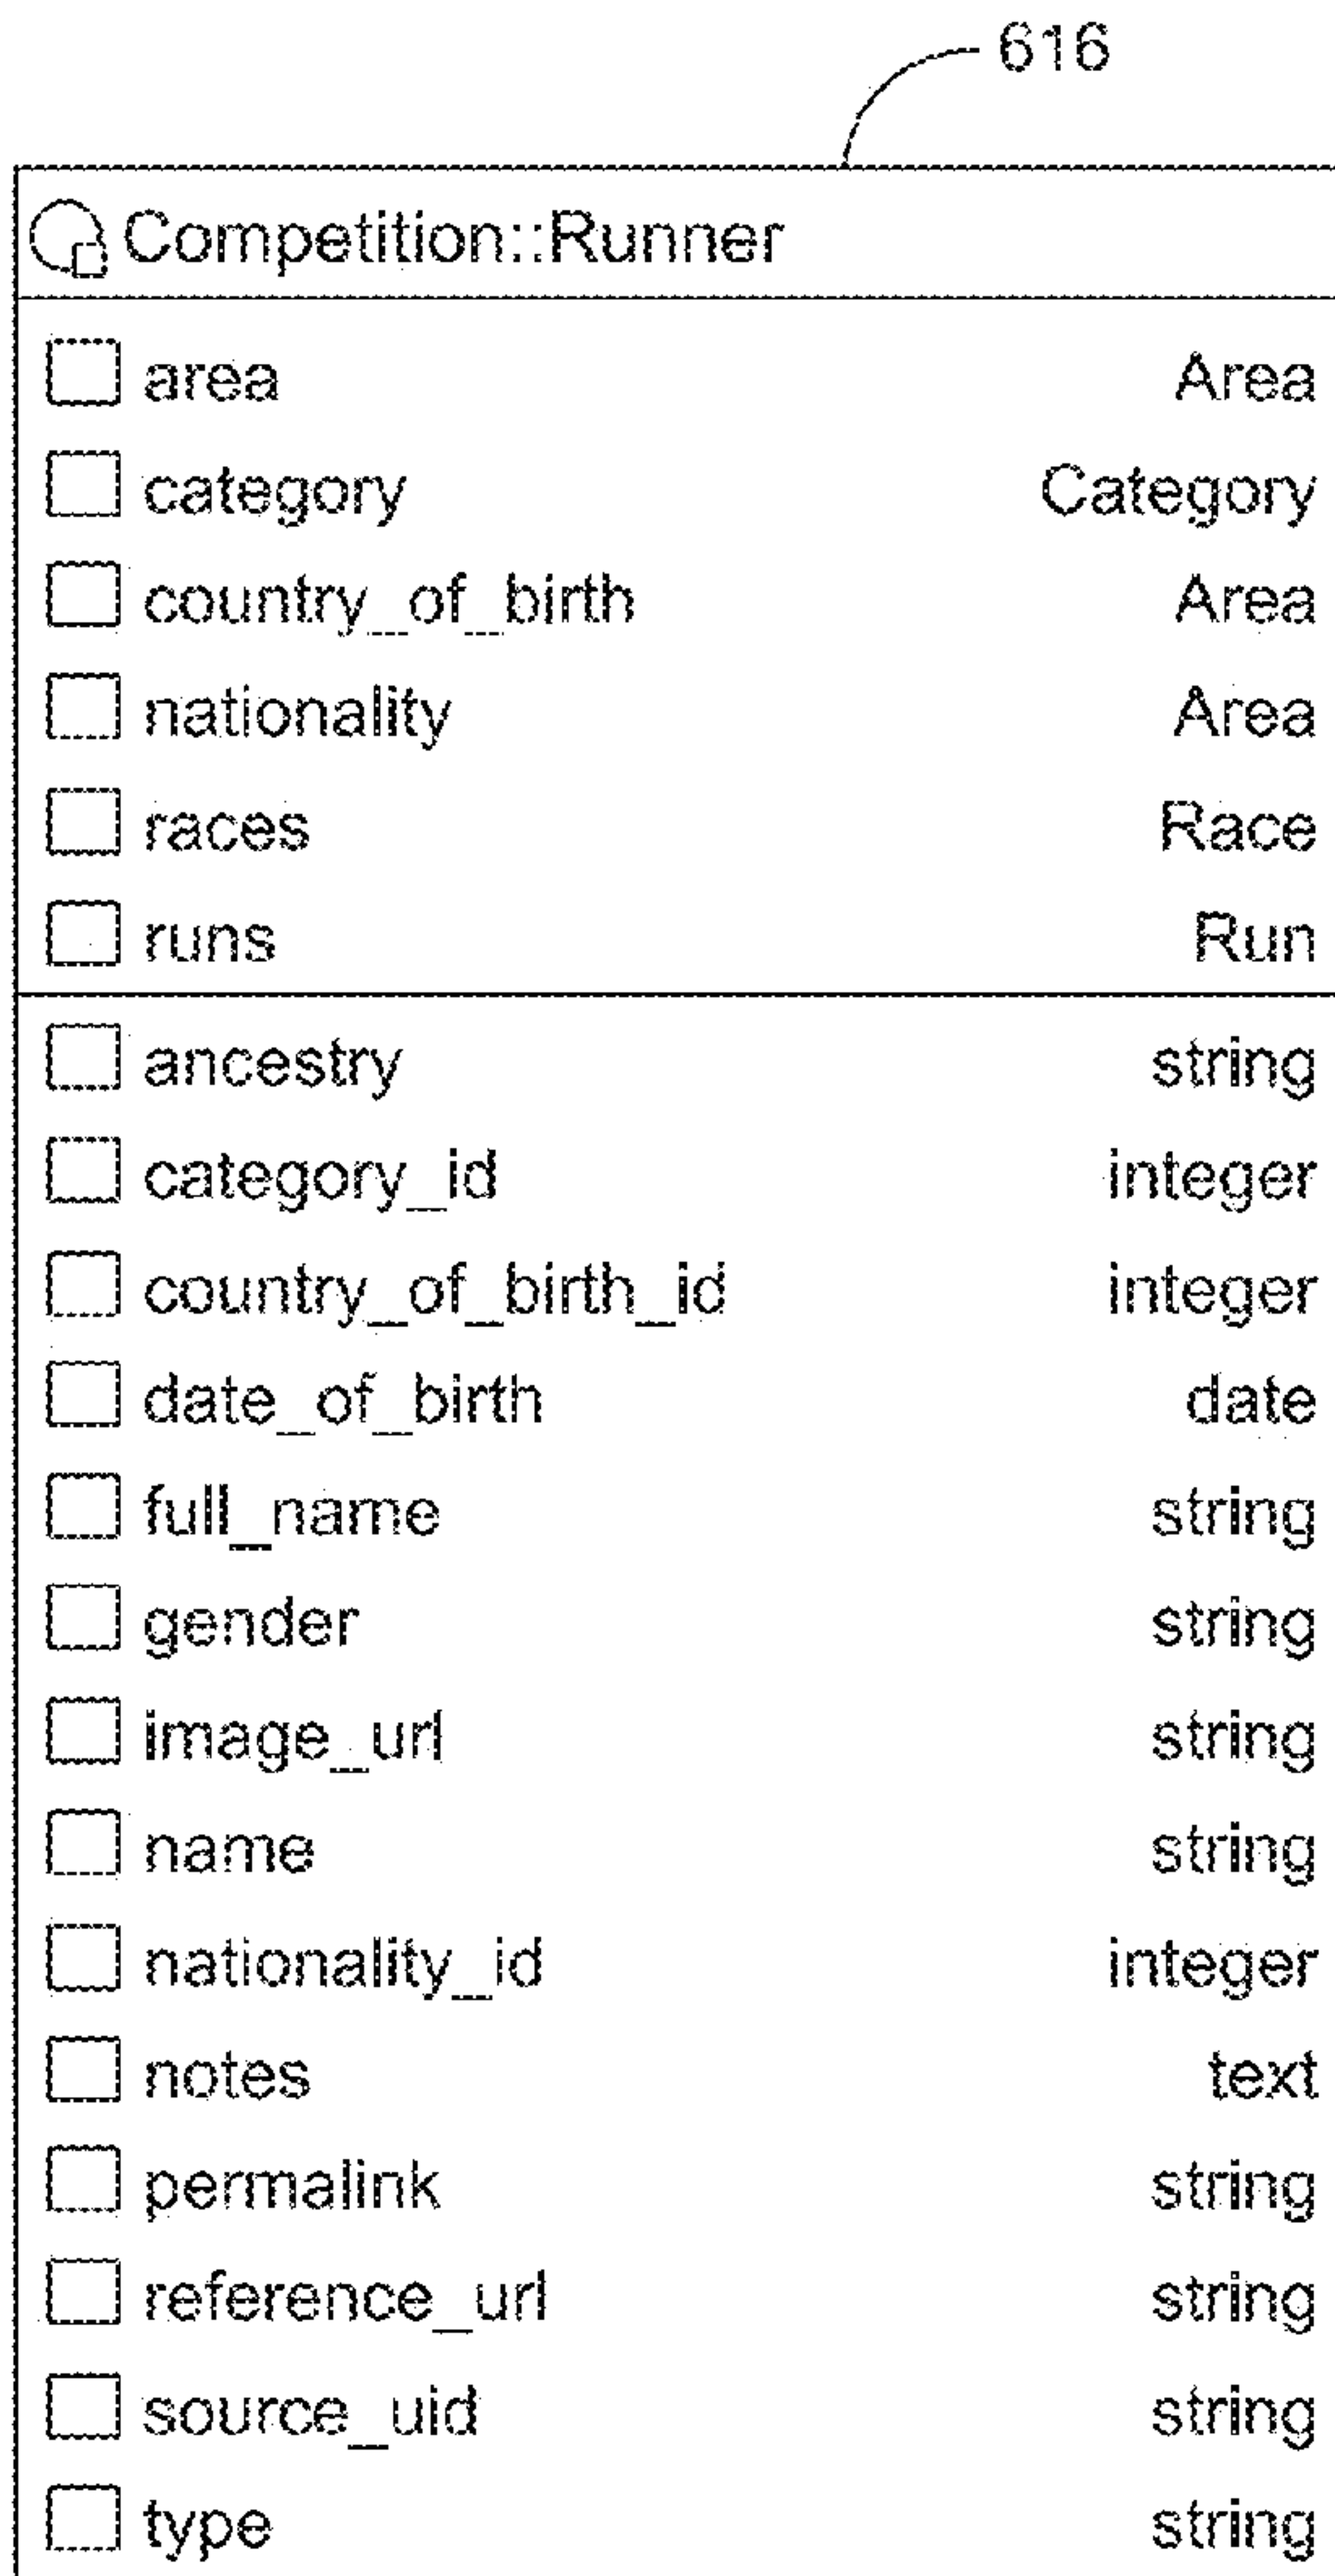 616
Competition::Runner
area Area
category Category
country_of_birth Area
nationality Area
races Race
runs Run
ancestry string
category_id integer
country_of_birth_id integer
date_of_birth date
full_name string
gender string
image_url string
name string
nationality_id integer
notes text
permalink string
reference_url string
source_uid string
type string